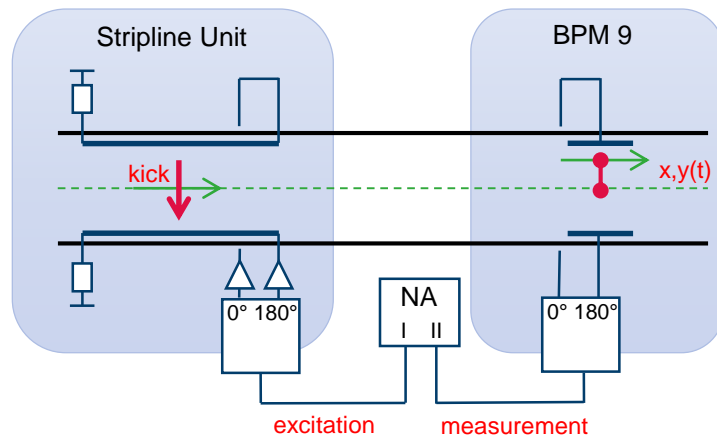 Stripline Unit
BPM 9
kick
x,y(t)
0° 180°
NA
I II
0° 180°
excitation
measurement